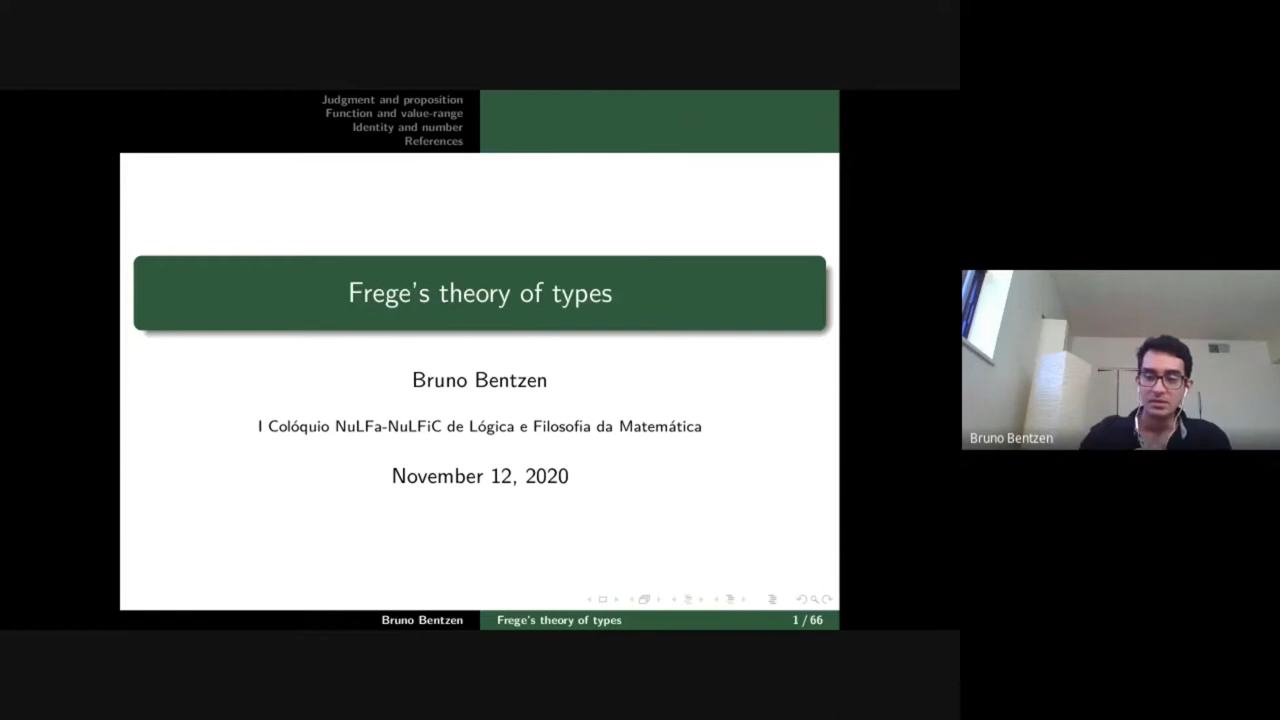 Judgment and proposition
Function and value-range
Identity and number
References
Frege's theory of types
Bruno Bentzen
I Colóquio NuLFa-NuLFiC de Lógica e Filosofia da Matemática
November 12, 2020
Bruno Bentzen
Frege's theory of types
1 / 66
Bruno Bentzen